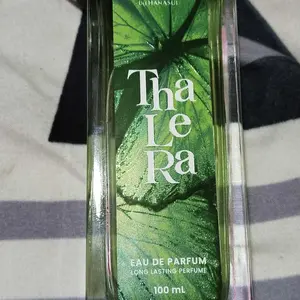 Tha
Le
Ra
EAU DE PARFUM
LONG LASTING PERFUME
100 mL